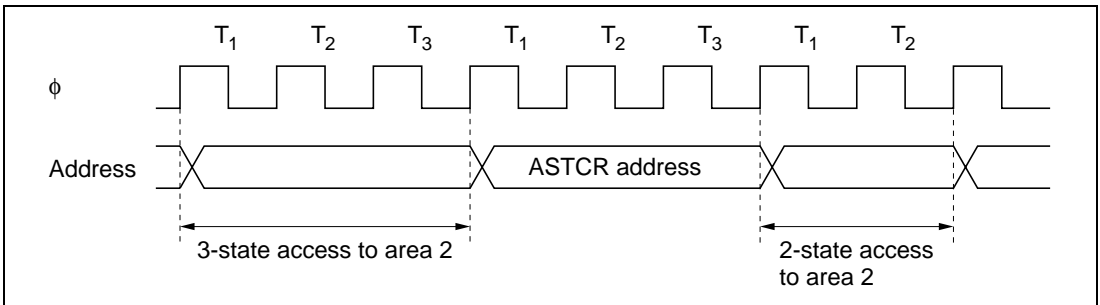 T1 T2 T3 T1 T2 T3 T1 T2
ϕ
Address
ASTCR address
3-state access to area 2
2-state access
to area 2